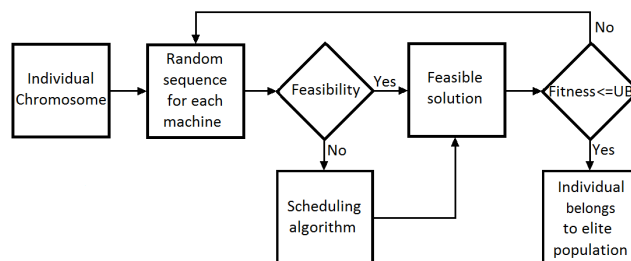 No
Individual
Chromosome
Random
sequence
for each
machine
Feasibility
Yes
Feasible
solution
Fitness<=UB
No
Yes
Scheduling
algorithm
Individual
belongs
to elite
population